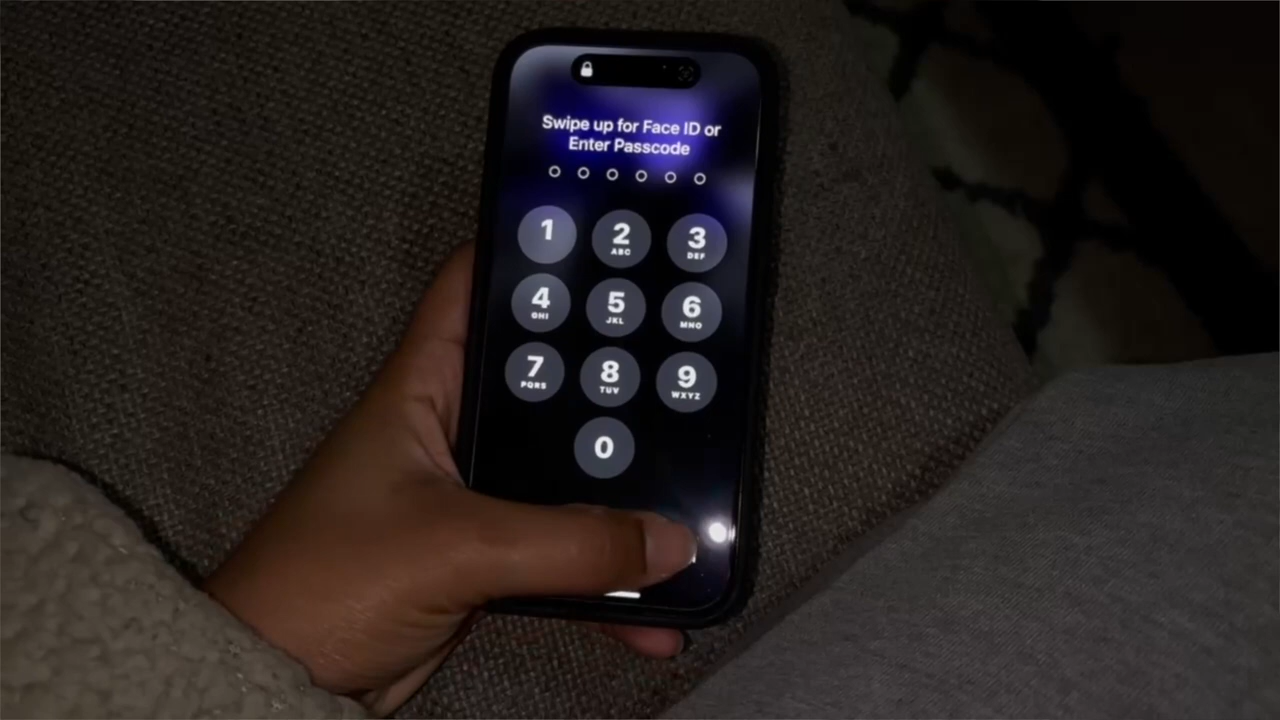 Swipe up for Face ID or
Enter Passcode
1 2 3
ABC DEF
4 5 6
GHI JKL MNO
7 8 9
PQRS TUV WXYZ
0